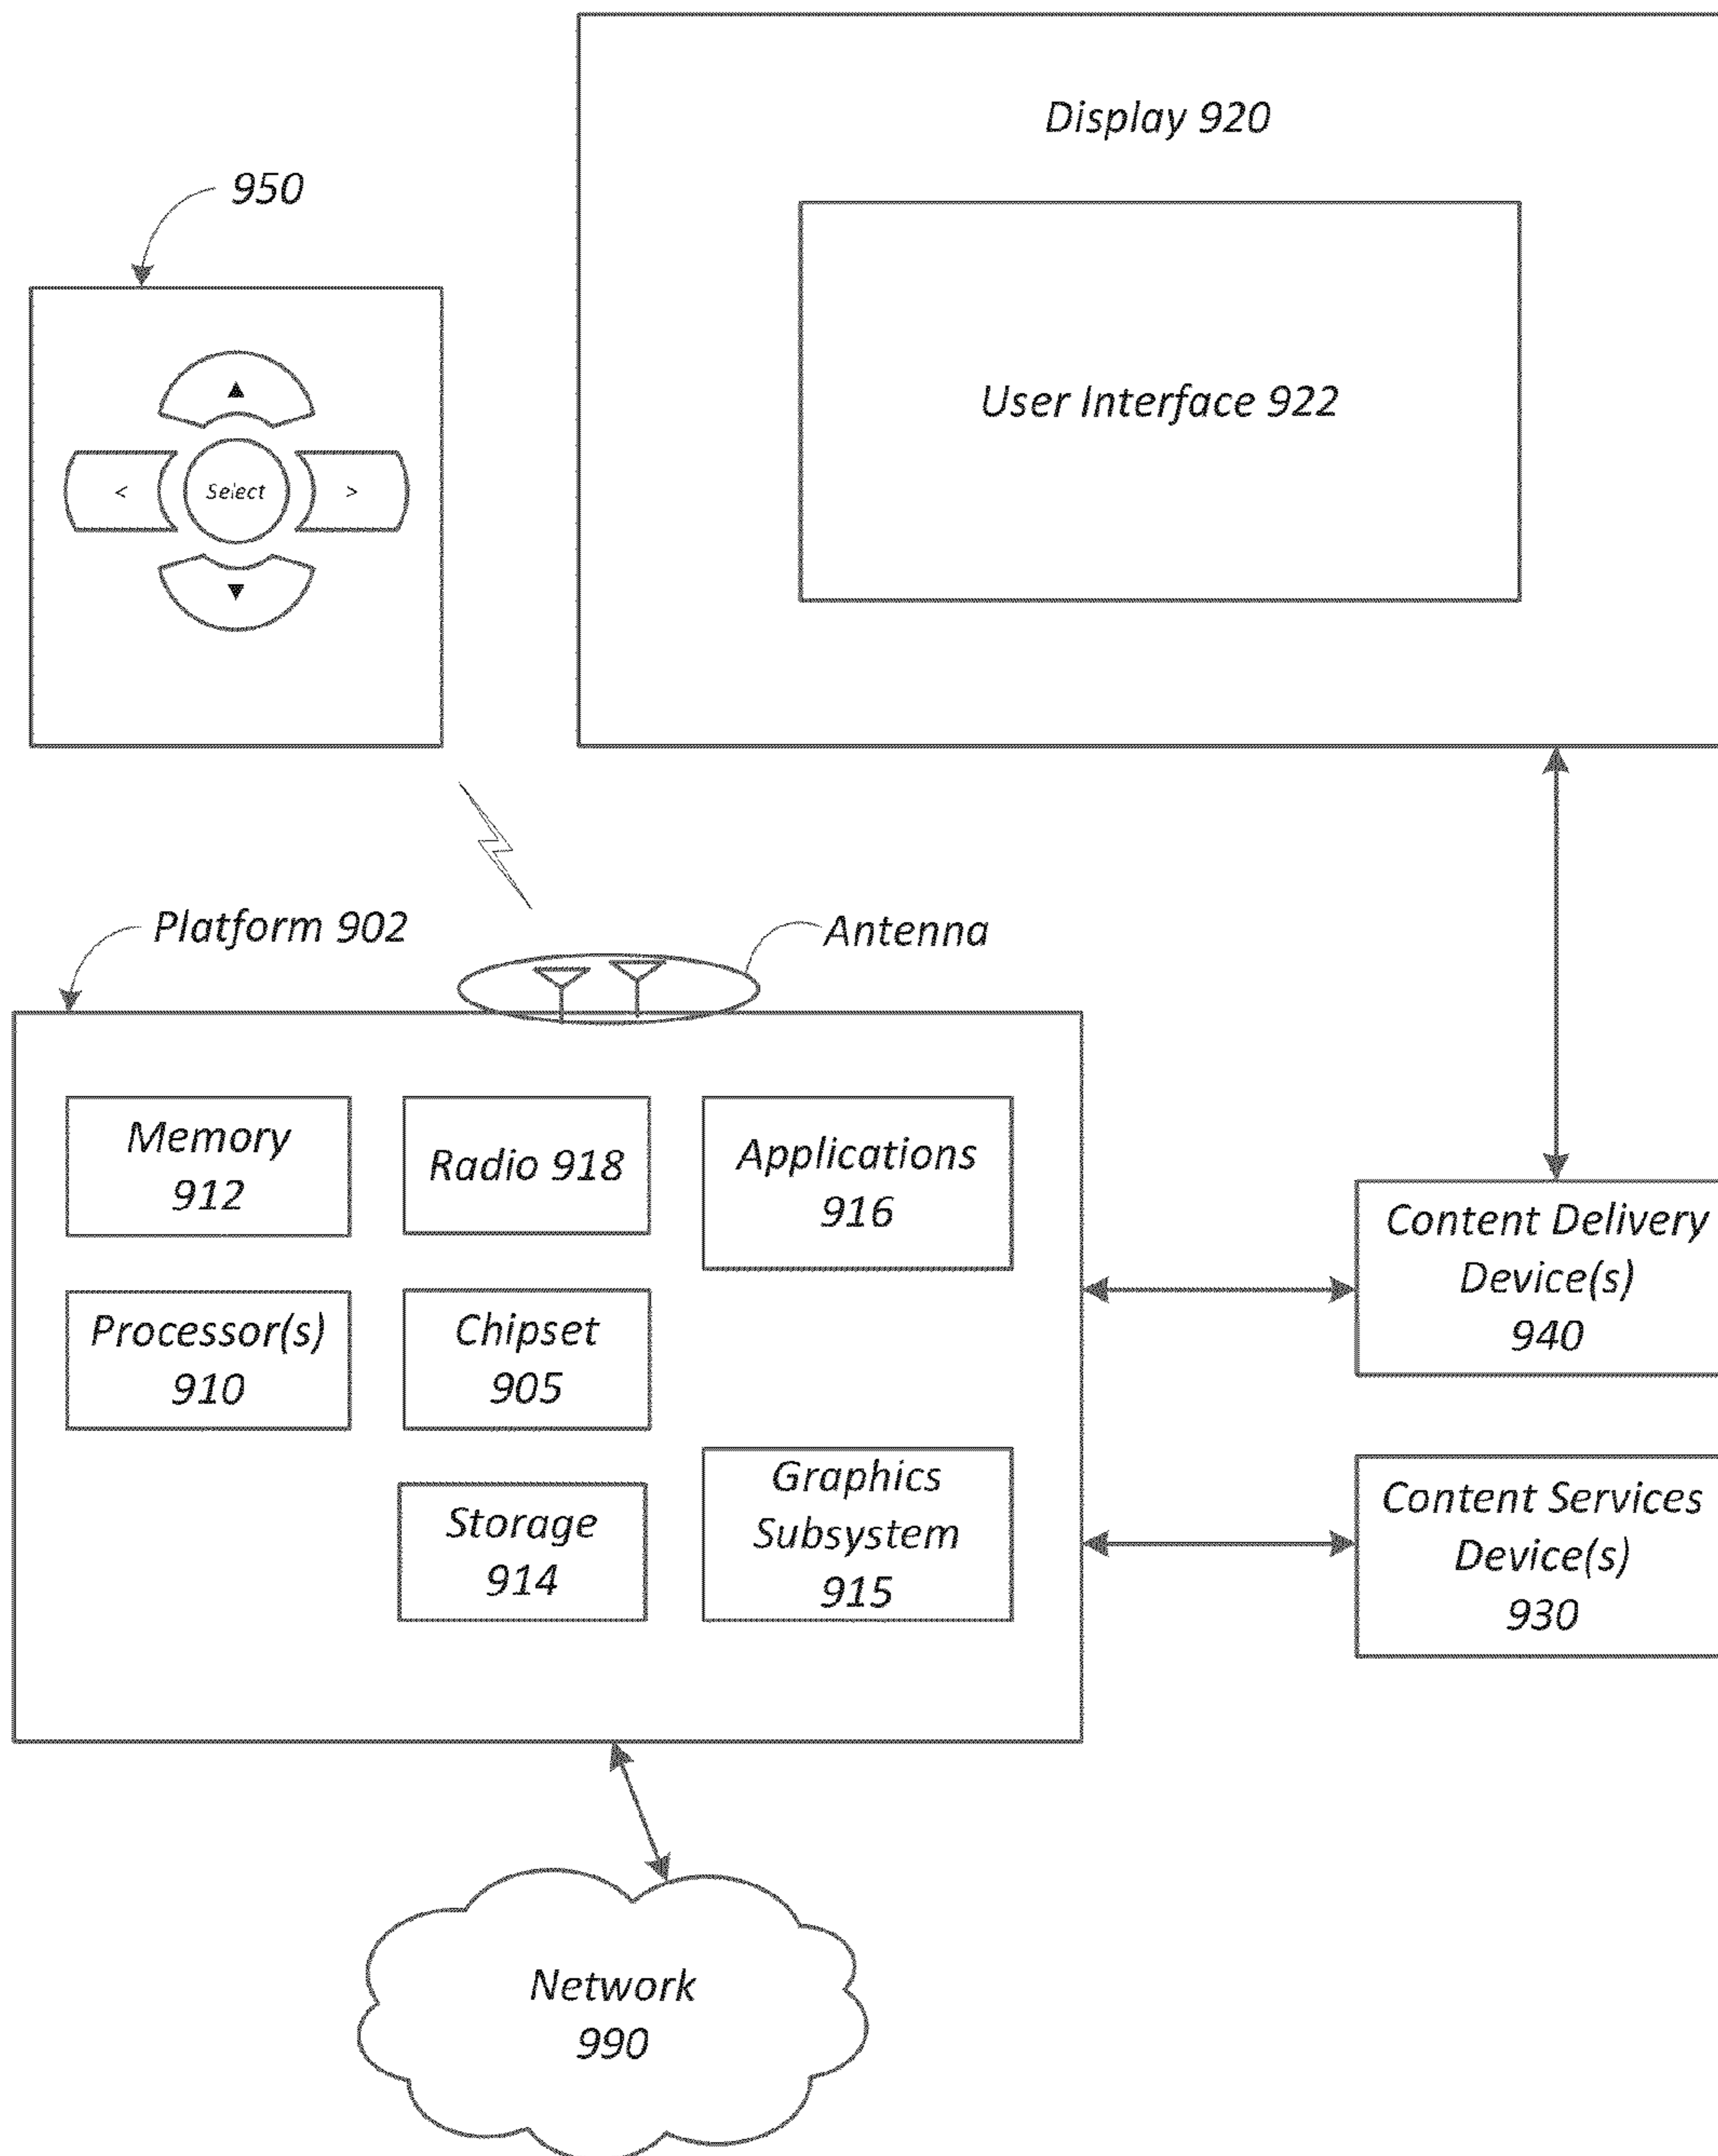 Display 920
950
User Interface 922
▲
<
Select
>
▼
Platform 902
Antenna
Memory
912
Radio 918
Applications
916
Processor(s)
910
Chipset
905
Storage
914
Graphics
Subsystem
915
Content Delivery
Device(s)
940
Content Services
Device(s)
930
Network
990